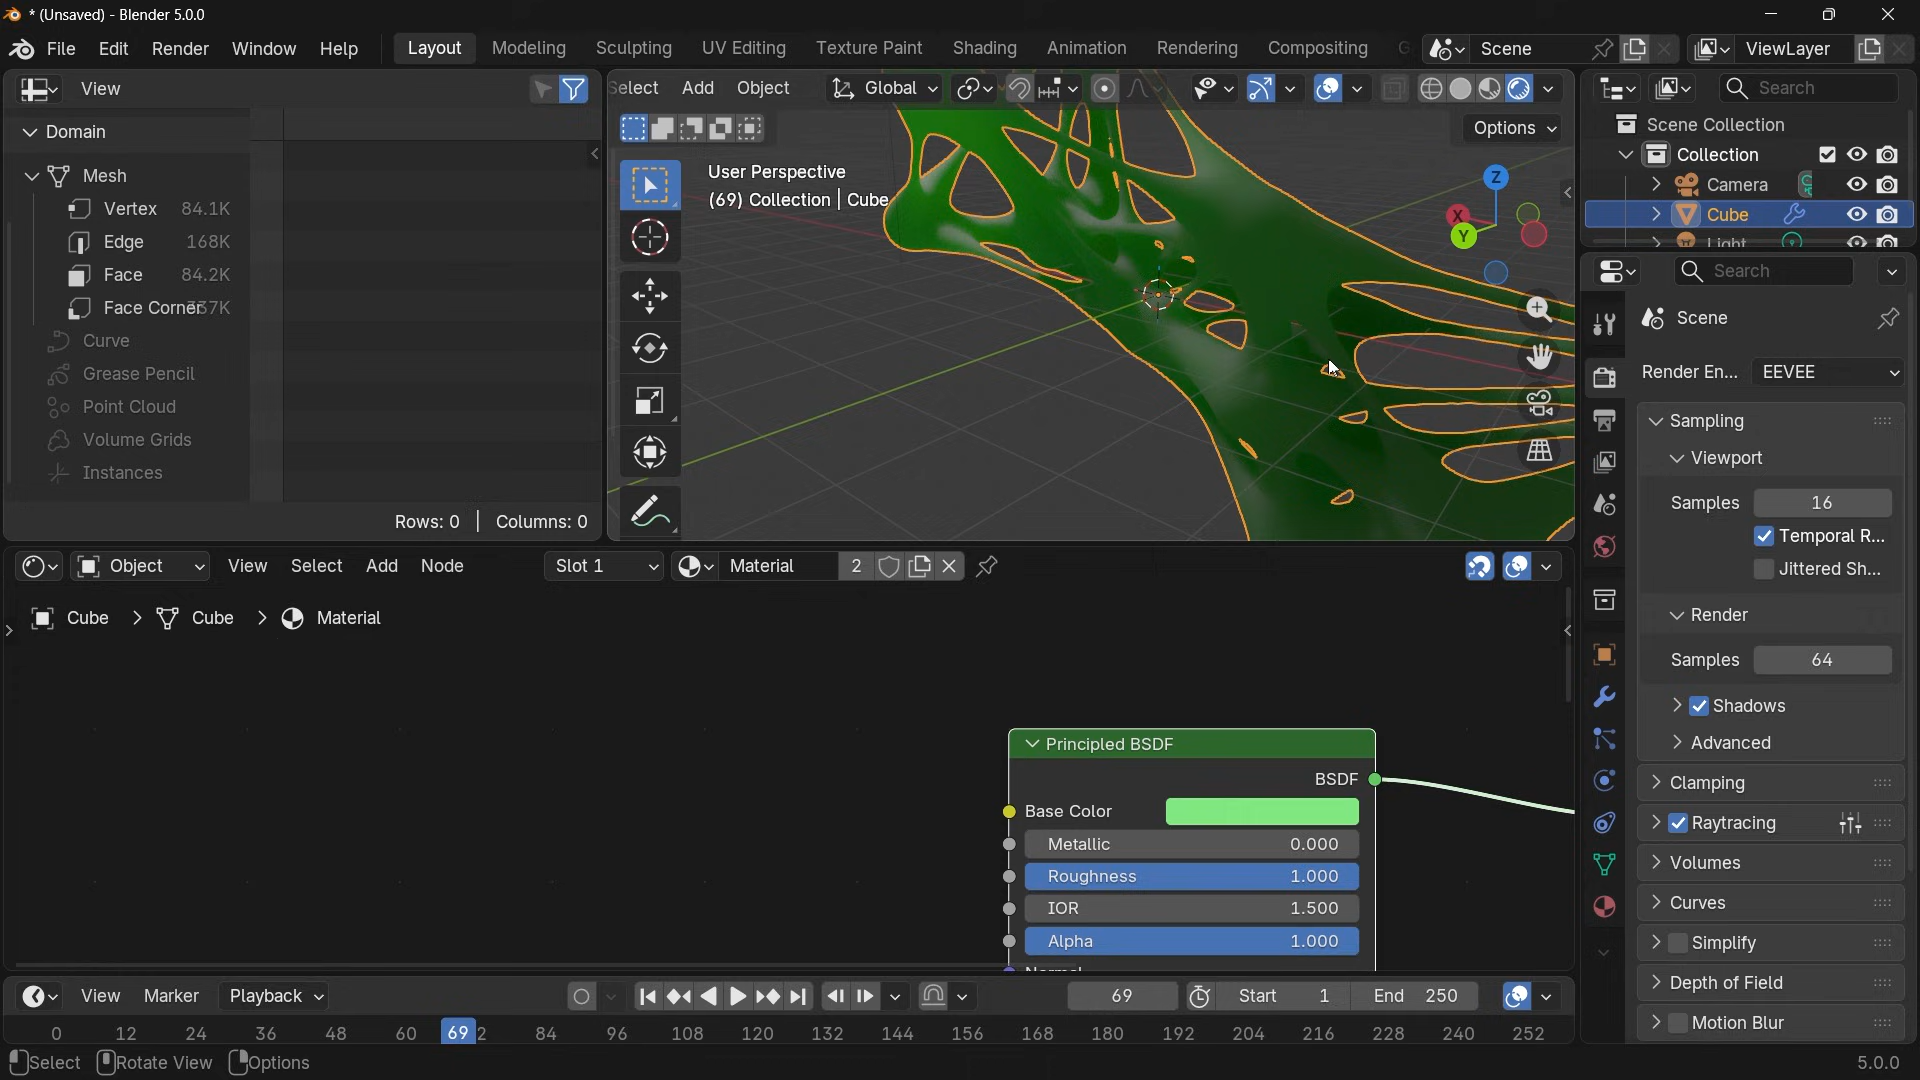 * (Unsaved) - Blender 5.0.0
File Edit Render Window Help Layout Modeling Sculpting UV Editing Texture Paint Shading Animation Rendering Compositing Scene ViewLayer
View
Select Add Object Global
Search
Options
Domain
Mesh
Vertex 84.1K
Edge 168K
Face 84.2K
Face Corner
Curve
Grease Pencil
Point Cloud
Volume Grids
Instances
Rows: 0 | Columns: 0
User Perspective
(69) Collection | Cube
Z
X
Y
Scene Collection
Collection
Camera
Cube
Light
Search
Scene
Render En... EEVEE
Sampling
Viewport
Samples 16
Temporal R...
Jittered Sh...
Render
Samples 64
Shadows
Advanced
Clamping
Raytracing
Volumes
Curves
Simplify
Depth of Field
Motion Blur
Object View Select Add Node Slot 1 Material 2
Cube > Cube > Material
Principled BSDF
BSDF
Base Color
Metallic 0.000
Roughness 1.000
IOR 1.500
Alpha 1.000
Normal
View Marker Playback 69 Start 1 End 250
0 12 24 36 48 60 69 84 96 108 120 132 144 156 168 180 192 204 216 228 240 252
Select Rotate View Options 5.0.0